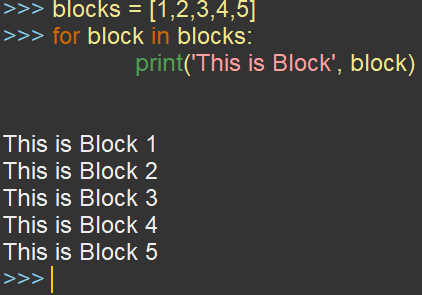 >>> blocks = [1,2,3,4,5]
>>> for block in blocks:
print('This is Block', block)
This is Block 1
This is Block 2
This is Block 3
This is Block 4
This is Block 5
>>>